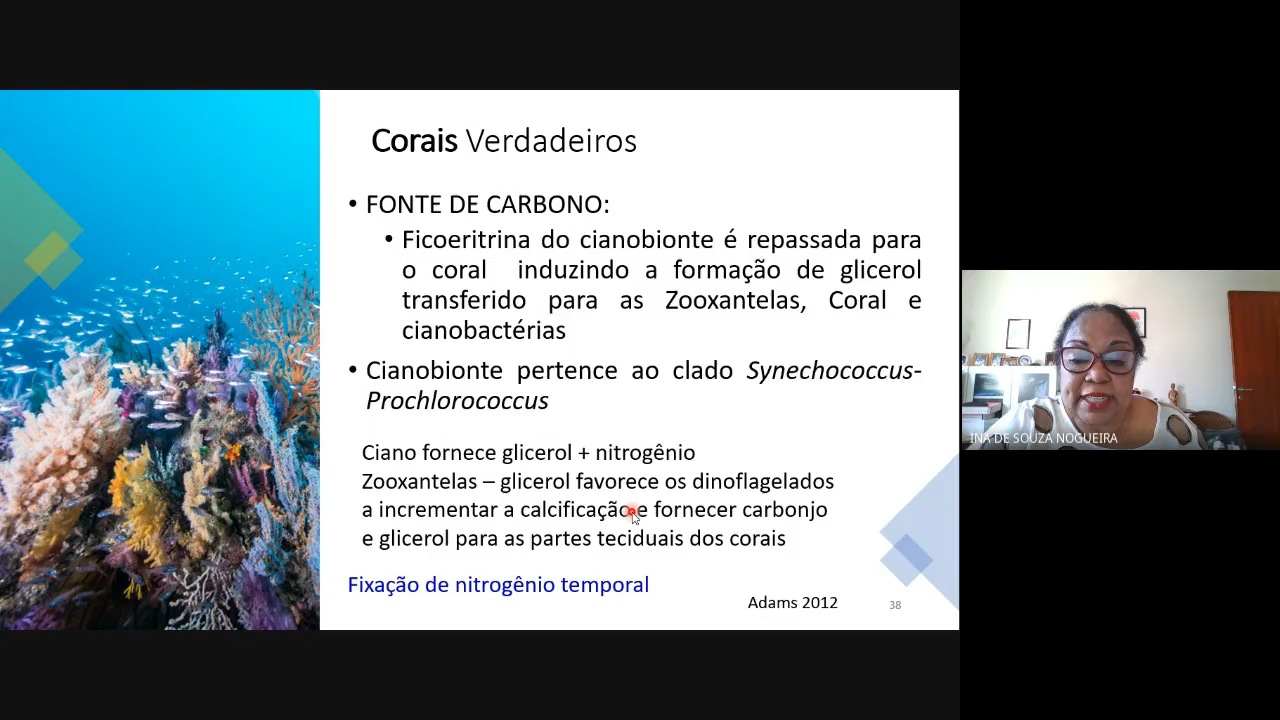 Corais Verdadeiros
• FONTE DE CARBONO:
• Ficoeritrina do cianobionte é repassada para
o coral induzindo a formação de glicerol
transferido para as Zooxantelas, Coral e
cianobactérias
• Cianobionte pertence ao clado Synechococcus-
Prochlorococcus
Ciano fornece glicerol + nitrogênio
Zooxantelas – glicerol favorece os dinoflagelados
a incrementar a calcificação e fornecer carbonjo
e glicerol para as partes teciduais dos corais
Fixação de nitrogênio temporal
Adams 2012
38
INA DE SOUZA NOGUEIRA